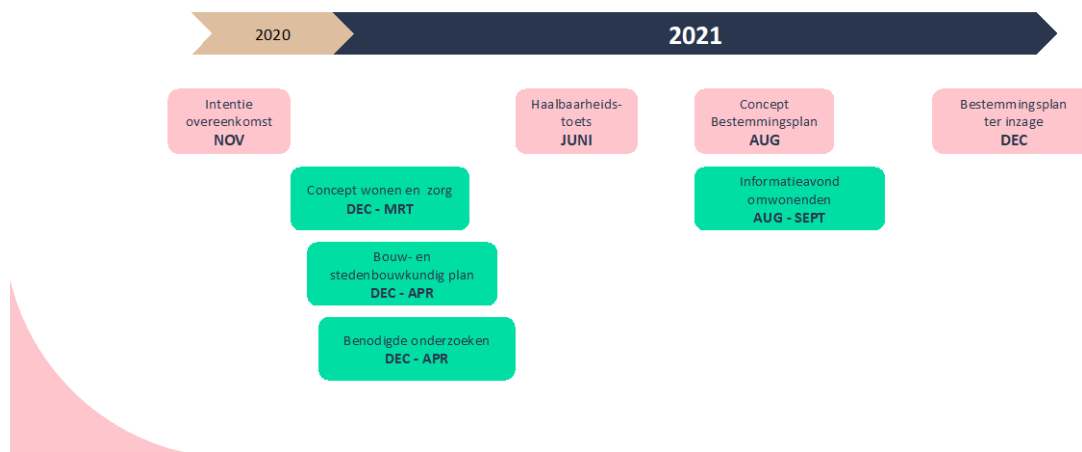 2020
2021
Intentie
overeenkomst
NOV
Haalbaarheids-
toets
JUNI
Concept
Bestemmingsplan
AUG
Bestemmingsplan
ter inzage
DEC
Concept wonen en zorg
DEC - MRT
Informatieavond
omwonenden
AUG - SEPT
Bouw- en
stedenbouwkundig plan
DEC - APR
Benodigde onderzoeken
DEC - APR